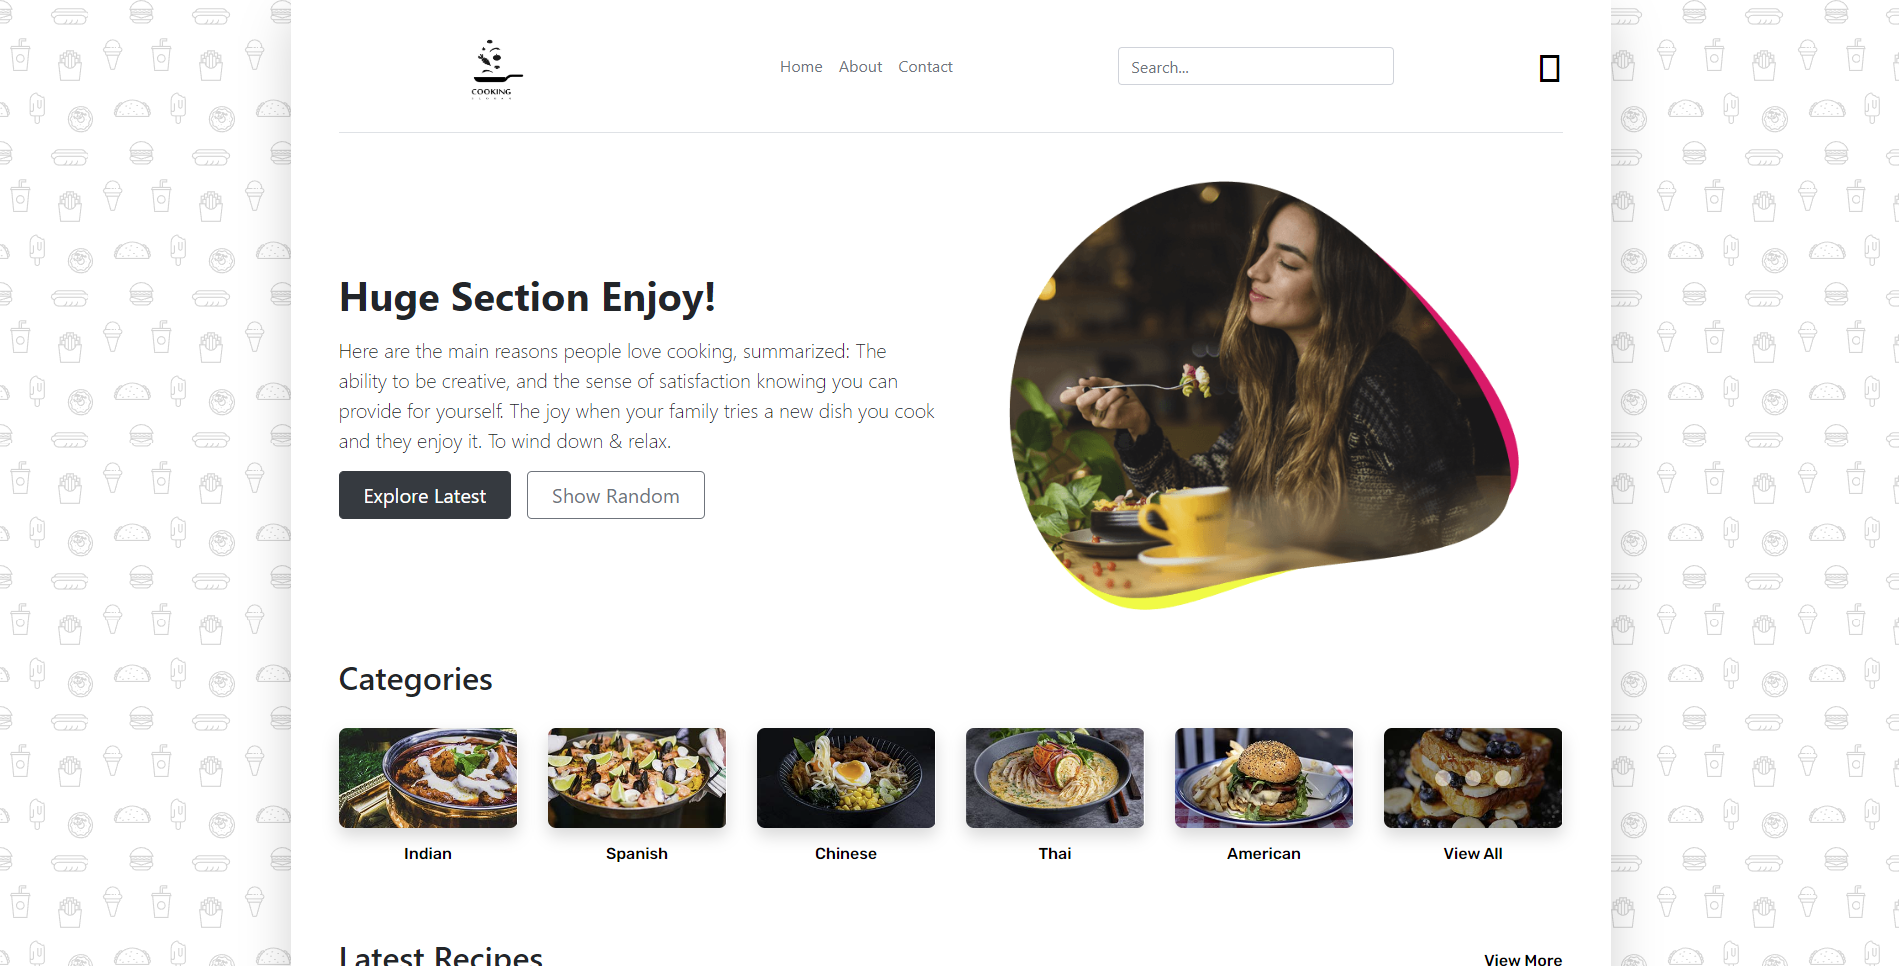 COOKING
Home About Contact
Search...
Huge Section Enjoy!
Here are the main reasons people love cooking, summarized: The
ability to be creative, and the sense of satisfaction knowing you can
provide for yourself. The joy when your family tries a new dish you cook
and they enjoy it. To wind down & relax.
Explore Latest Show Random
Categories
Indian Spanish Chinese Thai American View All
Latest Recipes View More